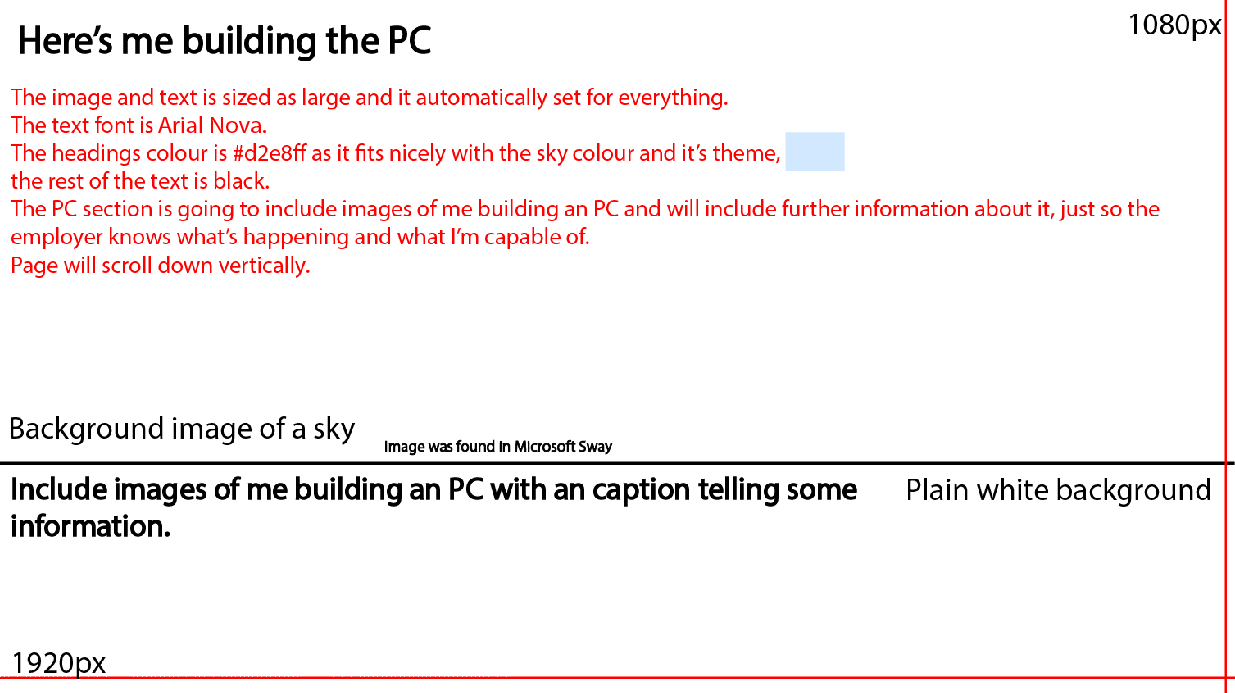 Here's me building the PC
1080px
The image and text is sized as large and it automatically set for everything.
The text font is Arial Nova.
The headings colour is #d2e8ff as it fits nicely with the sky colour and it's theme,
the rest of the text is black.
The PC section is going to include images of me building an PC and will include further information about it, just so the
employer knows what's happening and what I'm capable of.
Page will scroll down vertically.
Background image of a sky
Image was found in Microsoft Sway
Include images of me building an PC with an caption telling some
information.
Plain white background
1920px